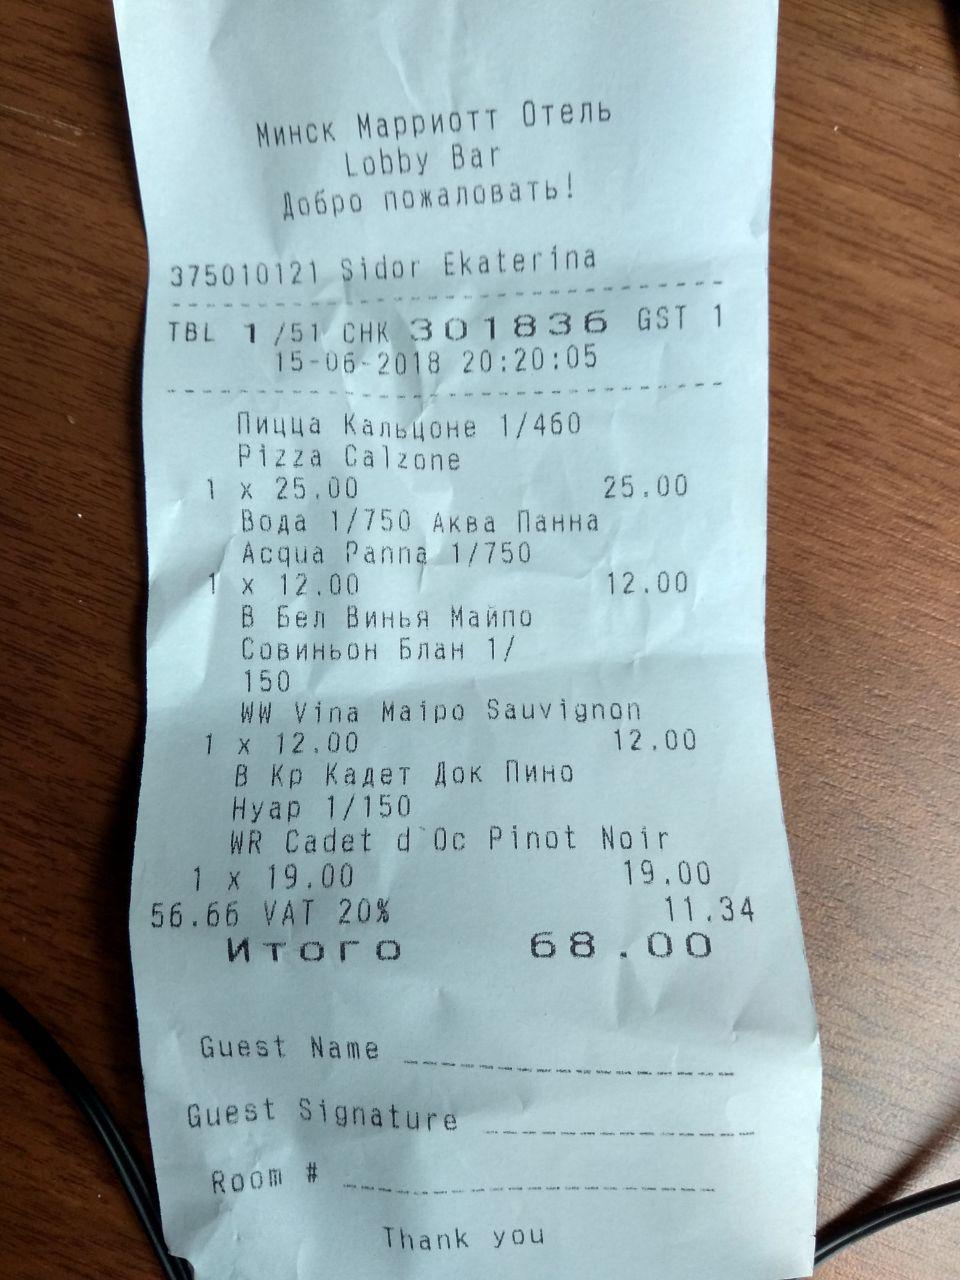 Минск Марриотт Отель
Lobby Bar
Добро пожаловать!
375010121 Sidor Ekaterina
TBL 1 /51 CHK 301836 GST 1
15-06-2018 20:20:05
Пицца Кальцоне 1/460
Pizza Calzone
1 x 25.00 25.00
Вода 1/750 Аква Панна
Acqua Panna 1/750
1 x 12.00 12.00
В Бел Винья Майпо
Совиньон Блан 1/
150
WW Vina Maipo Sauvignon
1 x 12.00 12.00
В Кр Кадет Док Пино
Нуар 1/150
WR Cadet d`Oc Pinot Noir
1 x 19.00 19.00
56.66 VAT 20% 11.34
Итого 68.00
Guest Name
Guest Signature
Room #
Thank you